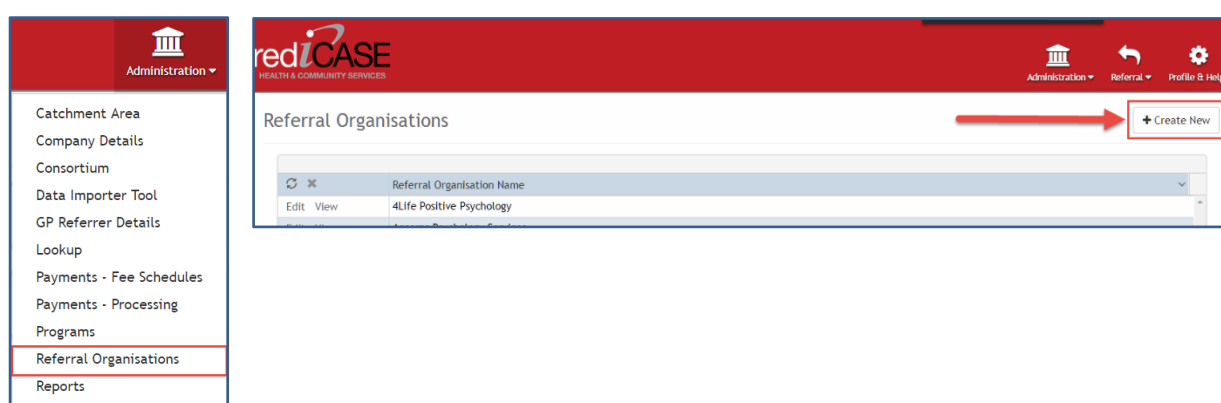 Administration
Catchment Area
Company Details
Consortium
Data Importer Tool
GP Referrer Details
Lookup
Payments - Fee Schedules
Payments - Processing
Programs
Referral Organisations
Reports
rediCASE
HEALTH & COMMUNITY SERVICES
Administration Referral Profile & Hel
Referral Organisations
+ Create New
Referral Organisation Name
Edit View 4Life Positive Psychology